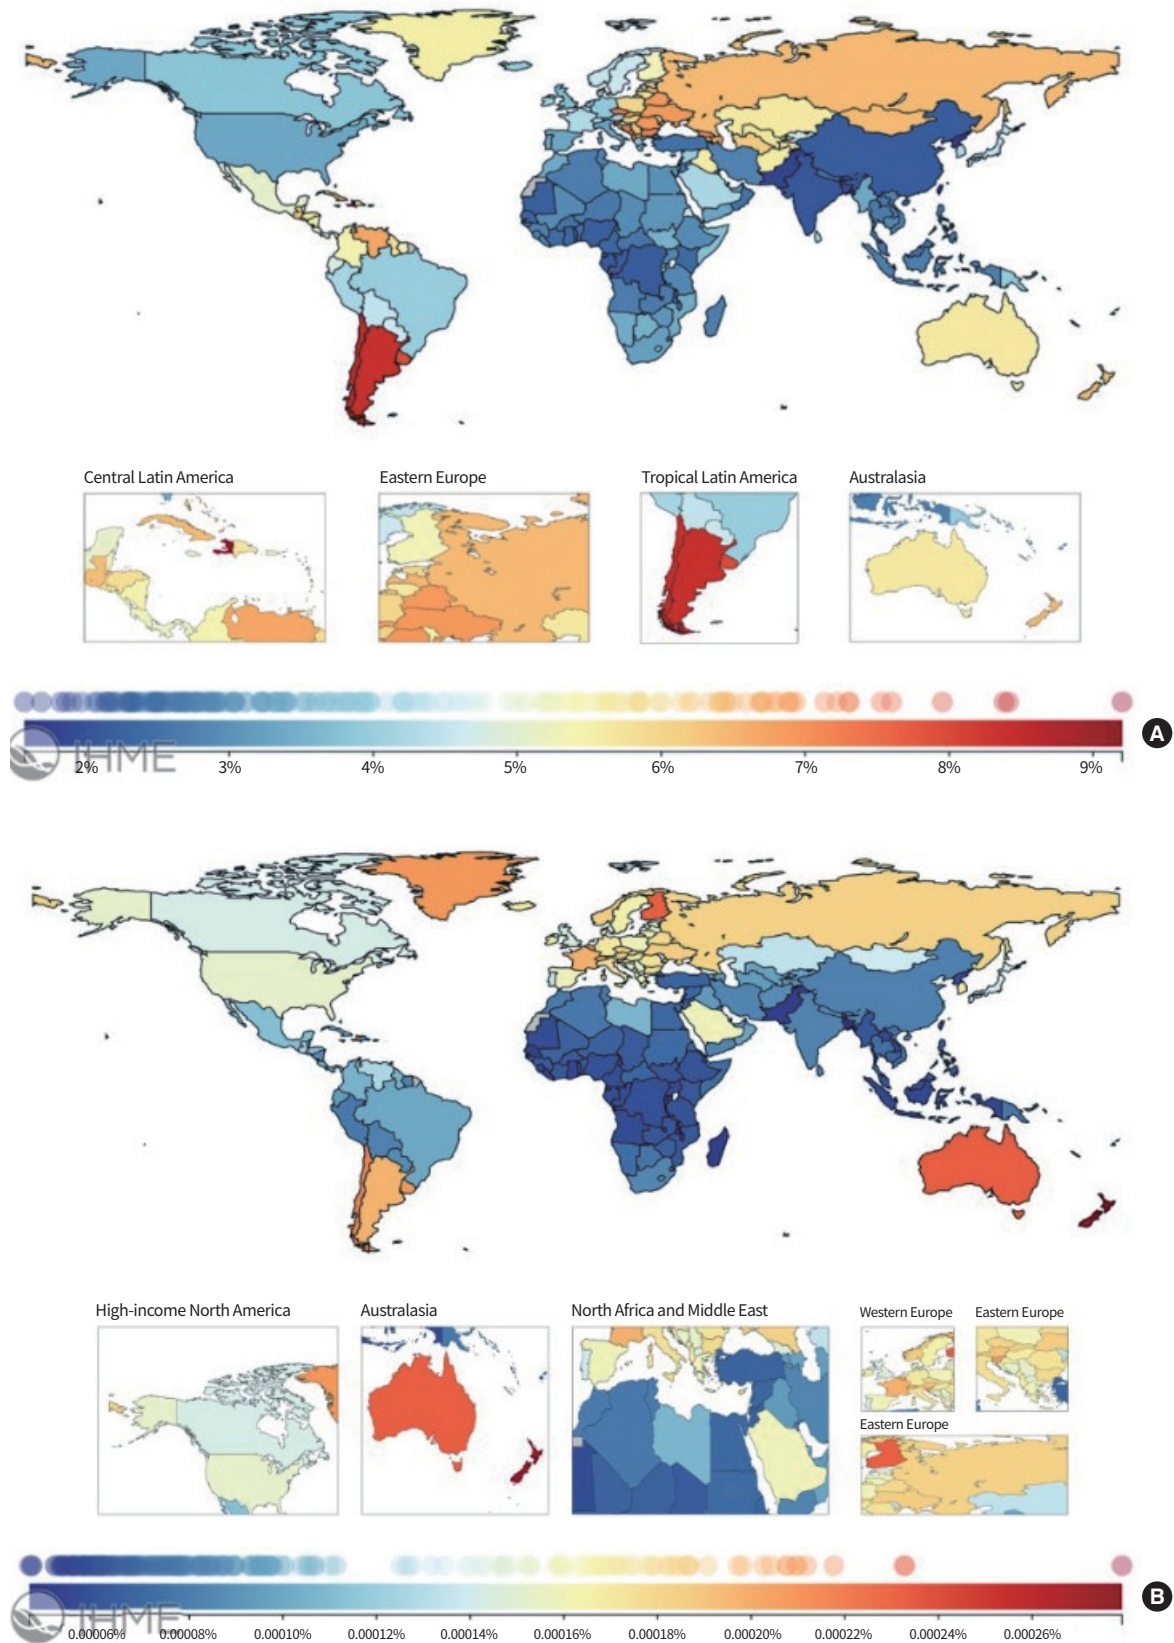 Central Latin America
Eastern Europe
Tropical Latin America
Australasia
A
IHME
2% 3% 4% 5% 6% 7% 8% 9%
High-income North America
Australasia
North Africa and Middle East
Western Europe
Eastern Europe
Eastern Europe
B
IHME
0.00006% 0.00008% 0.00010% 0.00012% 0.00014% 0.00016% 0.00018% 0.00020% 0.00022% 0.00024% 0.00026%